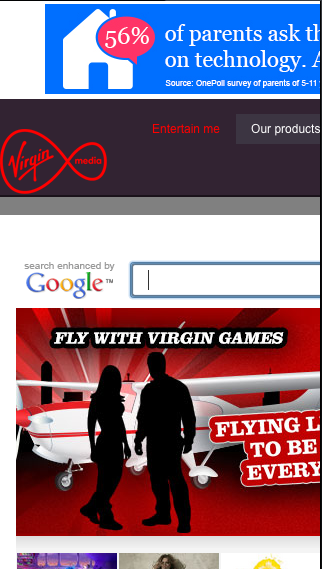 56%
of parents ask th
on technology. A
Source: OnePoll survey of parents of 5-11
Entertain me
Our products
Virgin
media
search enhanced by
Google™
FLY WITH VIRGIN GAMES
FLYING L
TO BE
EVERY